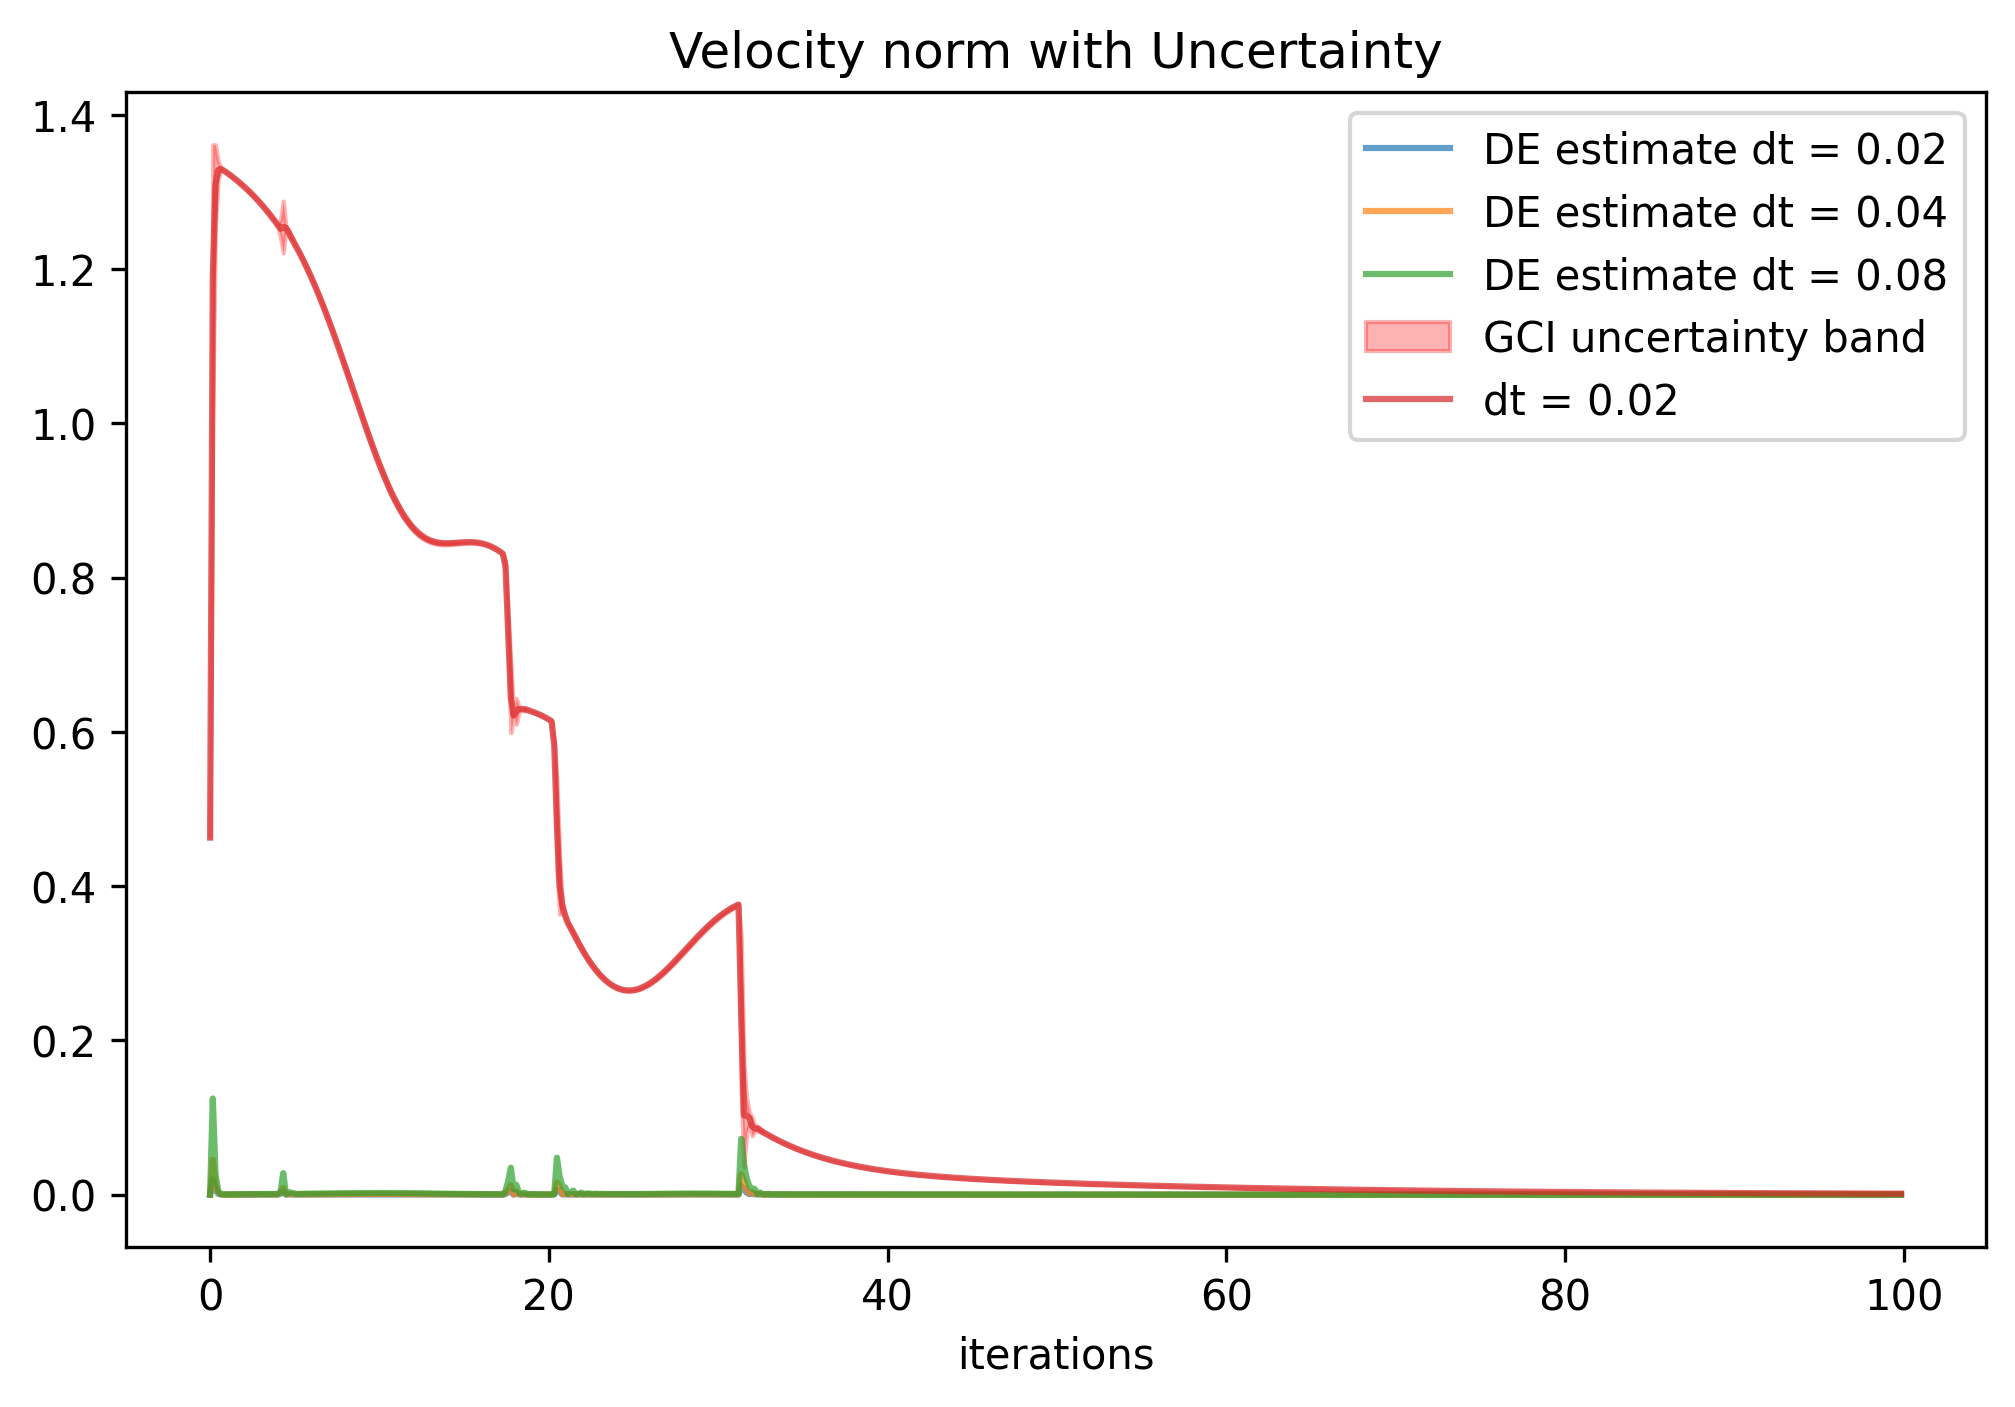 Velocity norm with Uncertainty
1.4
1.2
1.0
0.8
0.6
0.4
0.2
0.0
DE estimate dt = 0.02
DE estimate dt = 0.04
DE estimate dt = 0.08
GCI uncertainty band
dt = 0.02
0 20 40 60 80 100
iterations